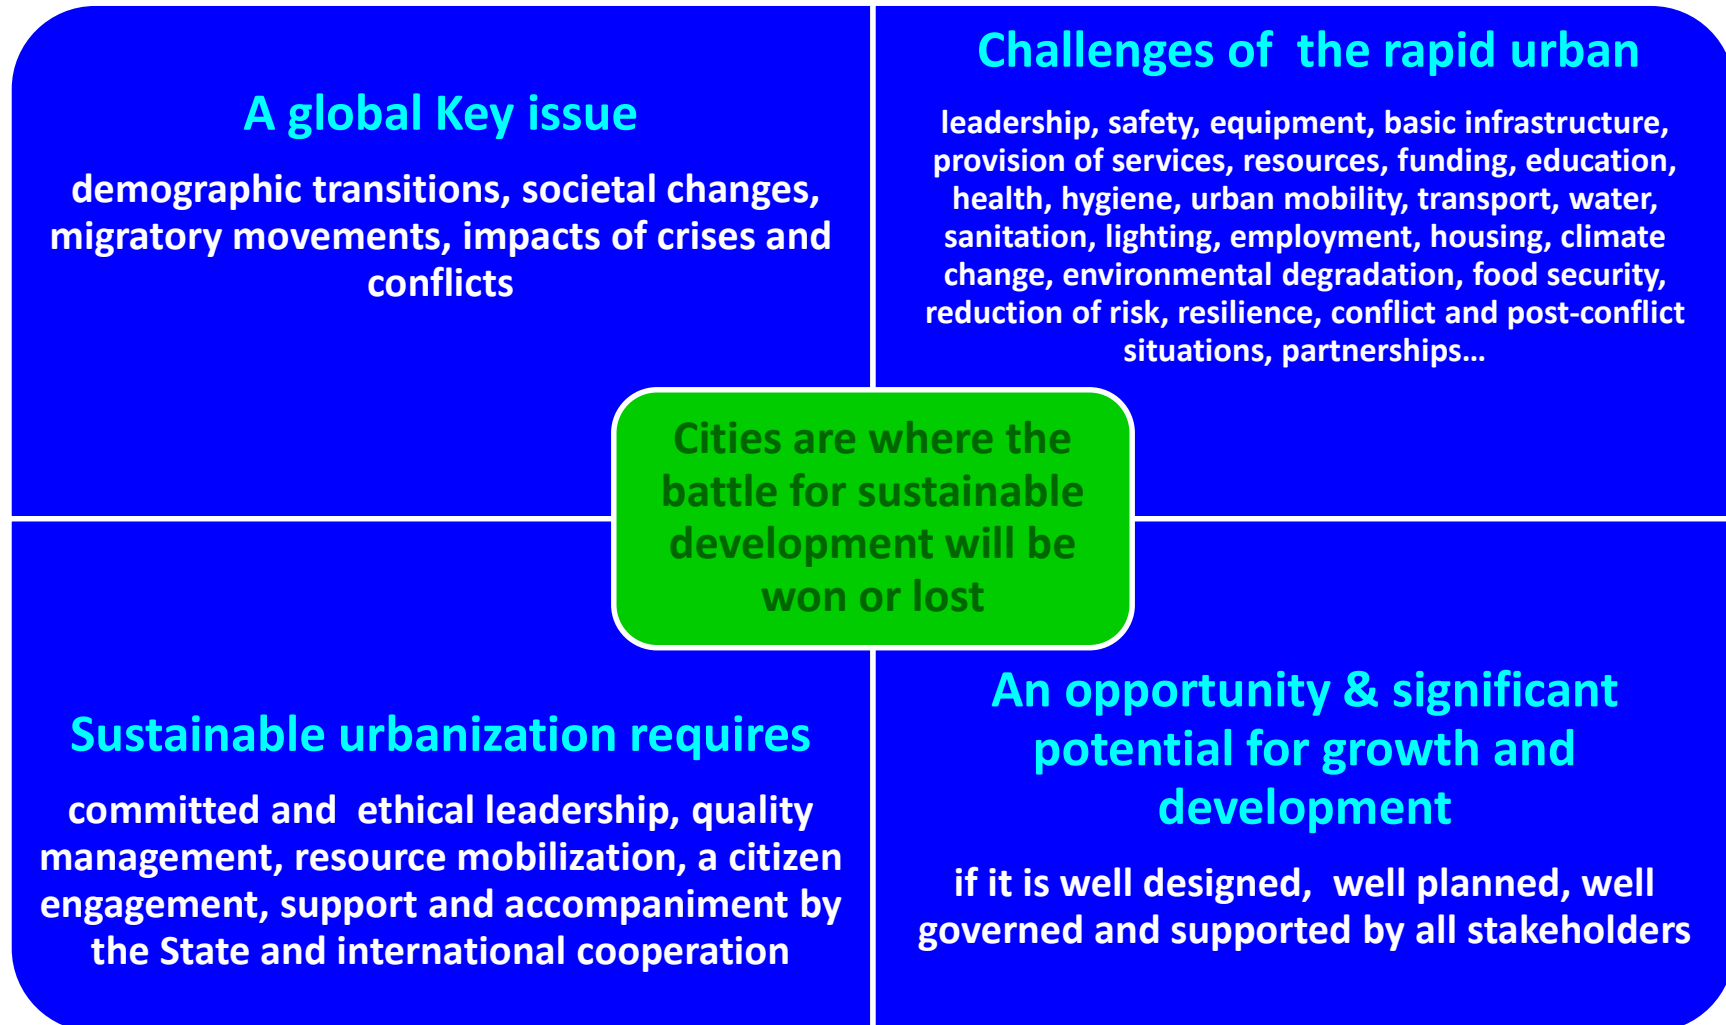 A global Key issue
demographic transitions, societal changes,
migratory movements, impacts of crises and
conflicts
Challenges of  the rapid urban
leadership, safety, equipment, basic infrastructure,
provision of services, resources, funding, education,
health, hygiene, urban mobility, transport, water,
sanitation, lighting, employment, housing, climate
change, environmental degradation, food security,
reduction of risk, resilience, conflict and post-conflict
situations, partnerships…
Cities are where the
battle for sustainable
development will be
won or lost
Sustainable urbanization requires
committed and  ethical leadership, quality
management, resource mobilization, a citizen
engagement, support and accompaniment by
the State and international cooperation
An opportunity & significant
potential for growth and
development
if it is well designed,  well planned, well
governed and supported by all stakeholders